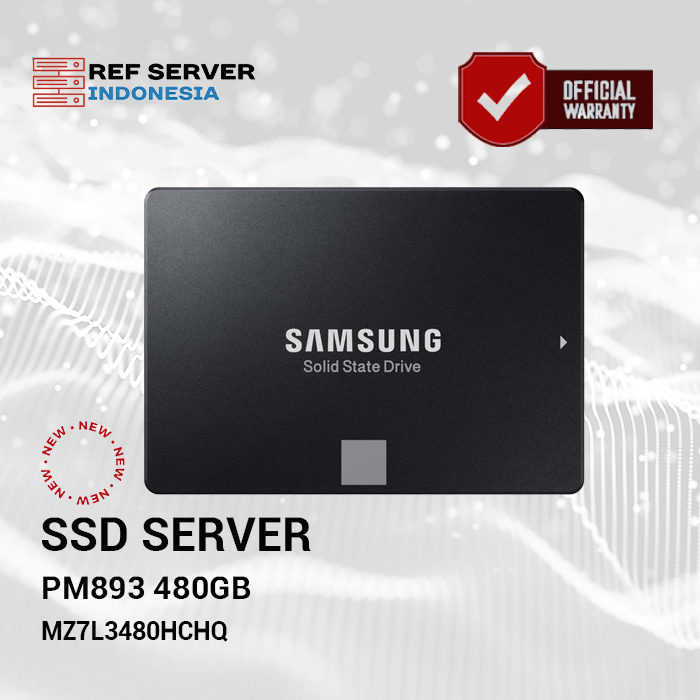 REF SERVER
INDONESIA
OFFICIAL
WARRANTY
SAMSUNG
Solid State Drive
NEW • NEW • NEW • NEW • NEW •
SSD SERVER
PM893 480GB
MZ7L3480HCHQ